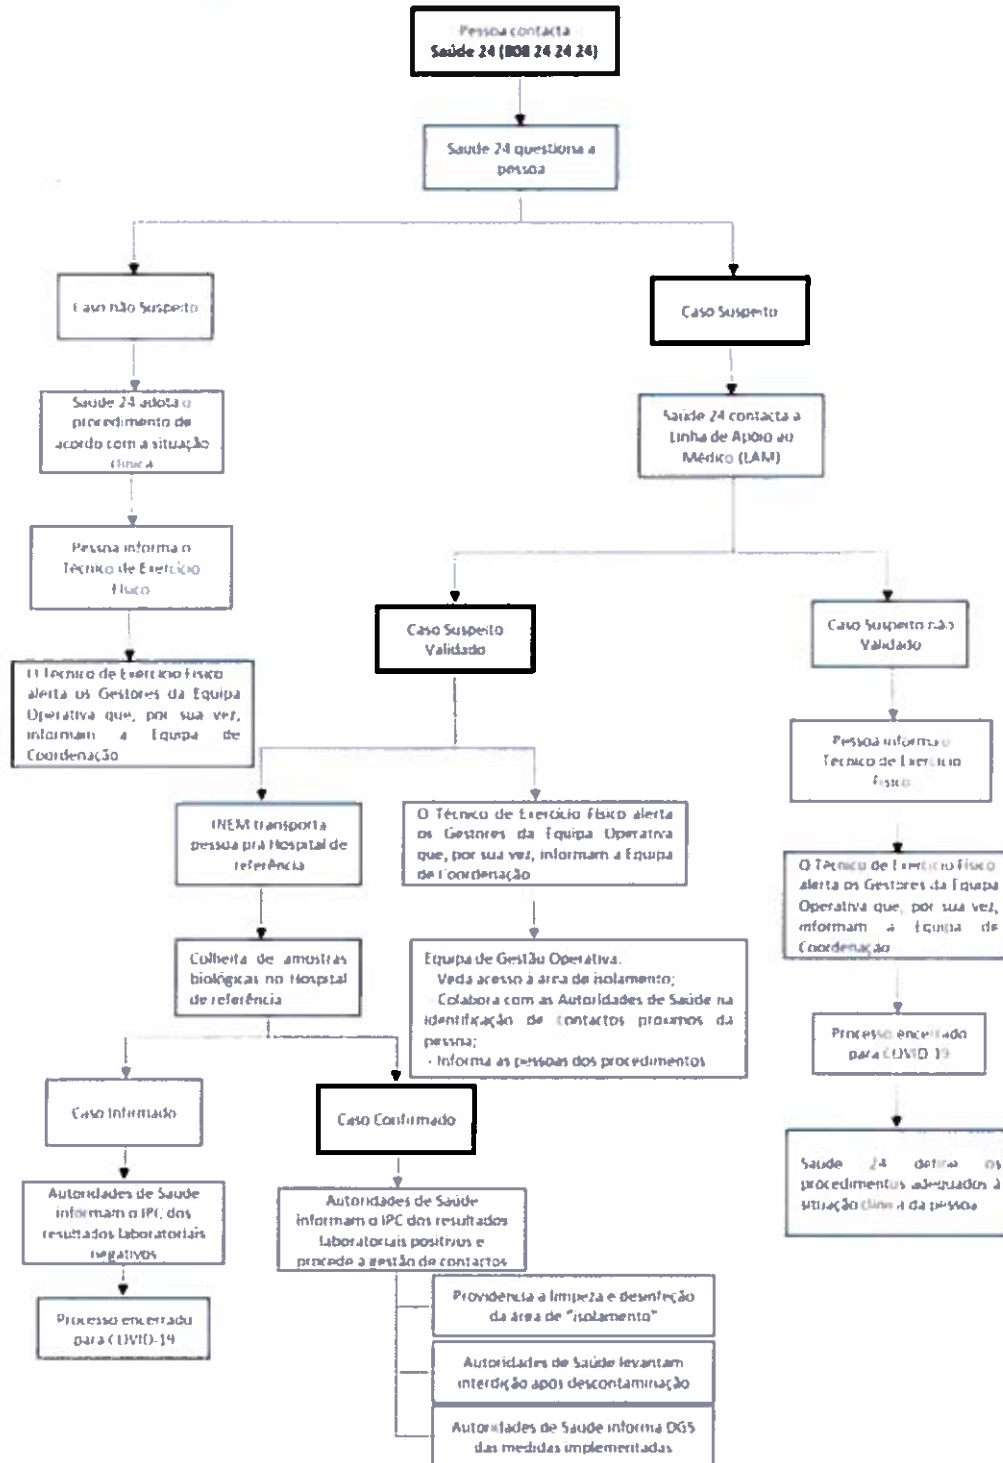 Pessoa contacta
Saúde 24 (808 24 24 24)
Saude 24 questiona a
pessoa
Caso não Suspeito
Caso Suspeito
Saúde 24 adota o
procedimento de
acordo com a situação
clínica
Saúde 24 contacta a
Linha de Apoio ao
Médico (LAM)
Pessoa informa o
Técnico de Exercício
Físico
Caso Suspeito
Validado
Caso Suspeito não
Validado
O Técnico de Exercício Físico
alerta os Gestores da Equipa
Operativa que, por sua vez,
informam a Equipa de
Coordenação
Pessoa informa o
Técnico de Exercício
Físico
INEM transporta
pessoa pra Hospital de
referência
O Técnico de Exercício Físico alerta
os Gestores da Equipa Operativa
que, por sua vez, informam a Equipa
de Coordenação
O Técnico de Exercício Físico
alerta os Gestores da Equipa
Operativa que, por sua vez,
informam a Equipa de
Coordenação
Colheita de amostras
biológicas no Hospital
de referência
Equipa de Gestão Operativa:
Veda acesso à área de isolamento;
- Colabora com as Autoridades de Saúde na
identificação de contactos próximos da
pessoa;
- Informa as pessoas dos procedimentos
Processo encerrado
para COVID-19
Caso Infirmado
Caso Confirmado
Saude 24 define os
procedimentos adequados à
situação clínica da pessoa
Autoridades de Saude
informam o IPC dos
resultados laboratoriais
negativos
Autoridades de Saúde
informam o IPC dos resultados
laboratoriais positivos e
procede à gestão de contactos
Processo encerrado
para COVID-19
Providencia a limpeza e desinfeção
da área de "isolamento"
Autoridades de Saúde levantam
interdição após descontaminação
Autoridades de Saude informa DGS
das medidas implementadas